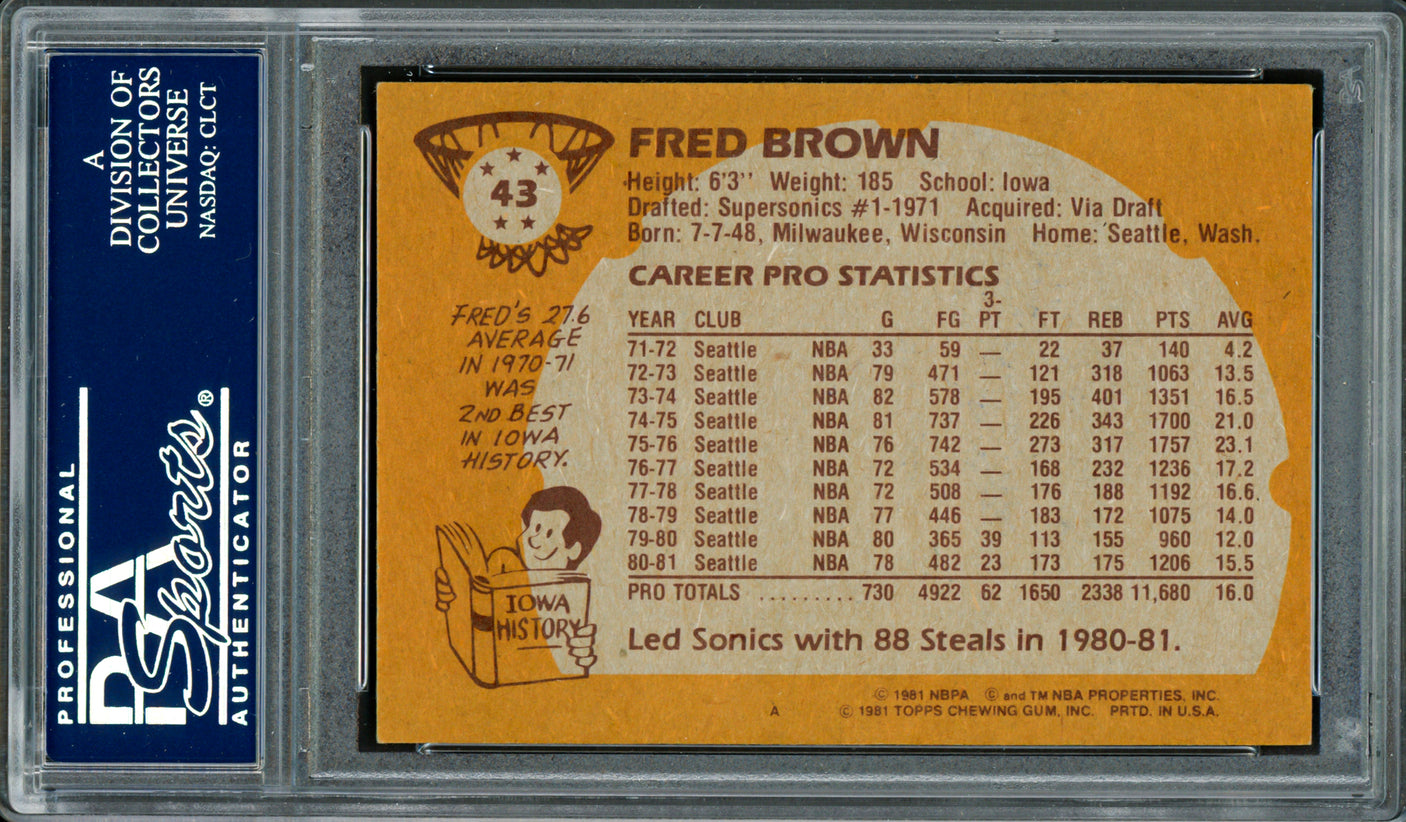 A
DIVISION OF
COLLECTORS
UNIVERSE
NASDAQ: CLCT
PROFESSIONAL
PSA
Sports®
AUTHENTICATOR
43
FRED BROWN
Height: 6'3'' Weight: 185 School: Iowa
Drafted: Supersonics #1-1971 Acquired: Via Draft
Born: 7-7-48, Milwaukee, Wisconsin Home: Seattle, Wash.
FRED'S 27.6
AVERAGE
IN 1970-71
WAS
2ND BEST
IN IOWA
HISTORY.
IOWA
HISTORY
CAREER PRO STATISTICS
YEAR CLUB G FG 3-PT FT REB PTS AVG
71-72 Seattle NBA 33 59 — 22 37 140 4.2
72-73 Seattle NBA 79 471 — 121 318 1063 13.5
73-74 Seattle NBA 82 578 — 195 401 1351 16.5
74-75 Seattle NBA 81 737 — 226 343 1700 21.0
75-76 Seattle NBA 76 742 — 273 317 1757 23.1
76-77 Seattle NBA 72 534 — 168 232 1236 17.2
77-78 Seattle NBA 72 508 — 176 188 1192 16.6
78-79 Seattle NBA 77 446 — 183 172 1075 14.0
79-80 Seattle NBA 80 365 39 113 155 960 12.0
80-81 Seattle NBA 78 482 23 173 175 1206 15.5
PRO TOTALS ......... 730 4922 62 1650 2338 11,680 16.0
Led Sonics with 88 Steals in 1980-81.
© 1981 NBPA © and TM NBA PROPERTIES, INC.
A © 1981 TOPPS CHEWING GUM, INC. PRTD. IN U.S.A.
PSA